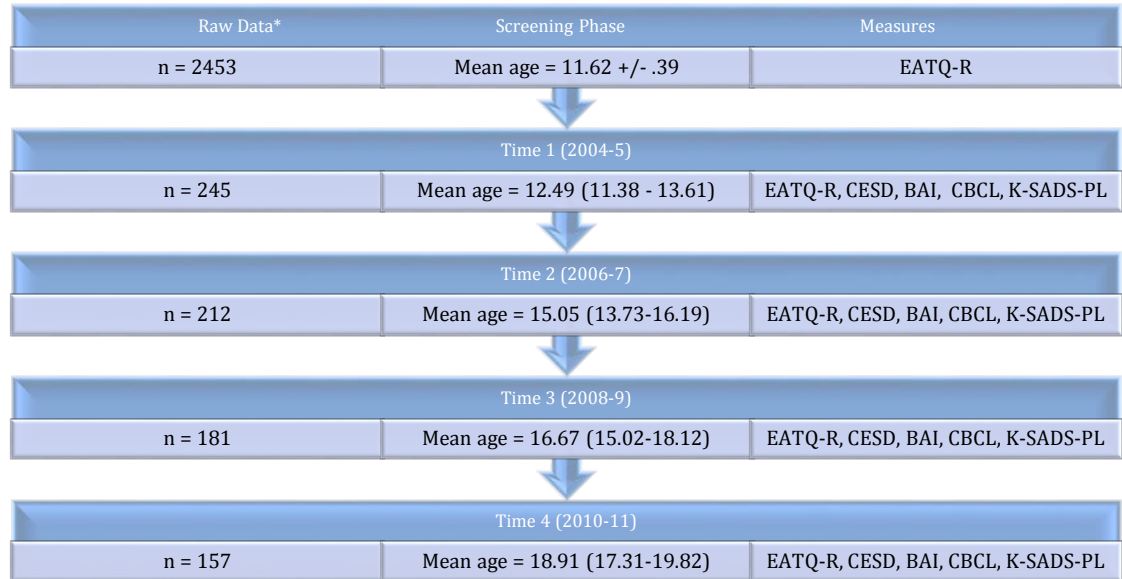 Raw Data* Screening Phase Measures
n = 2453 Mean age = 11.62 +/- .39 EATQ-R
Time 1 (2004-5)
n = 245 Mean age = 12.49 (11.38 - 13.61) EATQ-R, CESD, BAI, CBCL, K-SADS-PL
Time 2 (2006-7)
n = 212 Mean age = 15.05 (13.73-16.19) EATQ-R, CESD, BAI, CBCL, K-SADS-PL
Time 3 (2008-9)
n = 181 Mean age = 16.67 (15.02-18.12) EATQ-R, CESD, BAI, CBCL, K-SADS-PL
Time 4 (2010-11)
n = 157 Mean age = 18.91 (17.31-19.82) EATQ-R, CESD, BAI, CBCL, K-SADS-PL